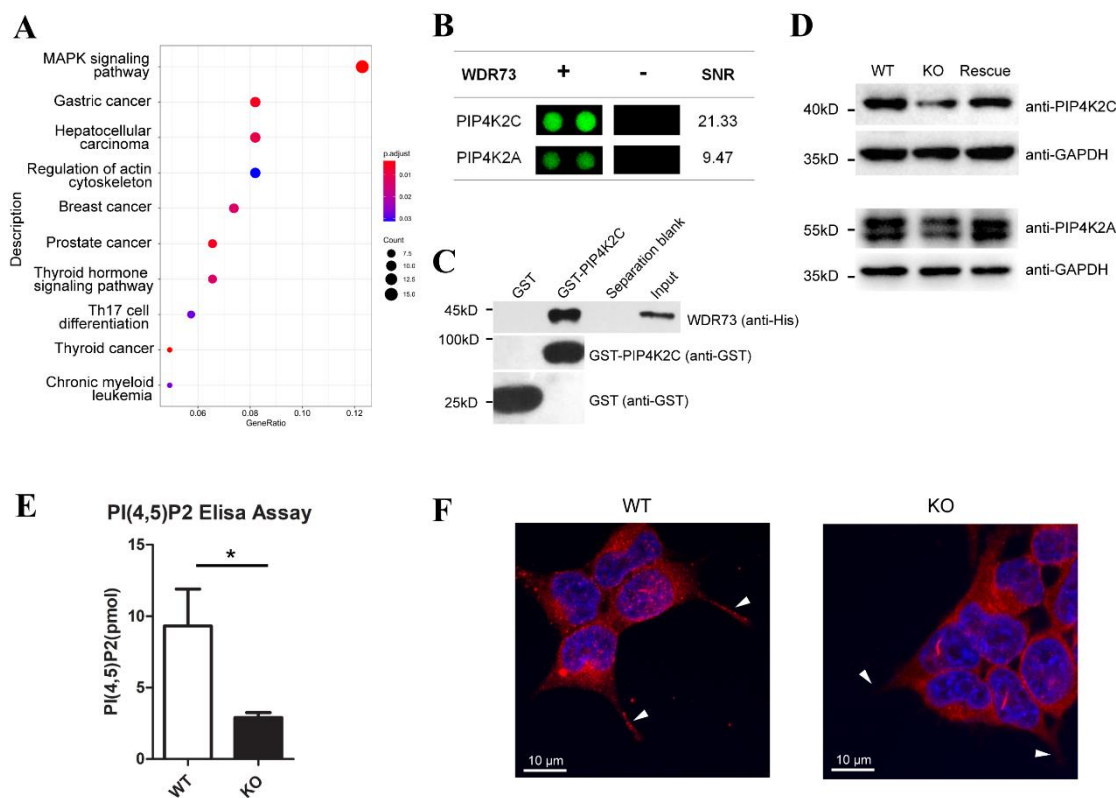 A
MAPK signaling
pathway
Gastric cancer
Hepatocellular
carcinoma
Regulation of actin
cytoskeleton
Breast cancer
Prostate cancer
Thyroid hormone
signaling pathway
Th17 cell
differentiation
Thyroid cancer
Chronic myeloid
leukemia
Description
0.06 0.08 0.10 0.12
GeneRatio
p.adjust
0.01
0.02
0.03
Count
7.5
10.0
12.5
15.0
B
WDR73 + - SNR
PIP4K2C 21.33
PIP4K2A 9.47
C
GST GST-PIP4K2C Separation blank Input
45kD WDR73 (anti-His)
100kD GST-PIP4K2C (anti-GST)
25kD GST (anti-GST)
D
WT KO Rescue
40kD anti-PIP4K2C
35kD anti-GAPDH
55kD anti-PIP4K2A
35kD anti-GAPDH
E
PI(4,5)P2 Elisa Assay
*
PI(4,5)P2(pmol)
15
10
5
0
WT KO
F
WT KO
10 μm 10 μm